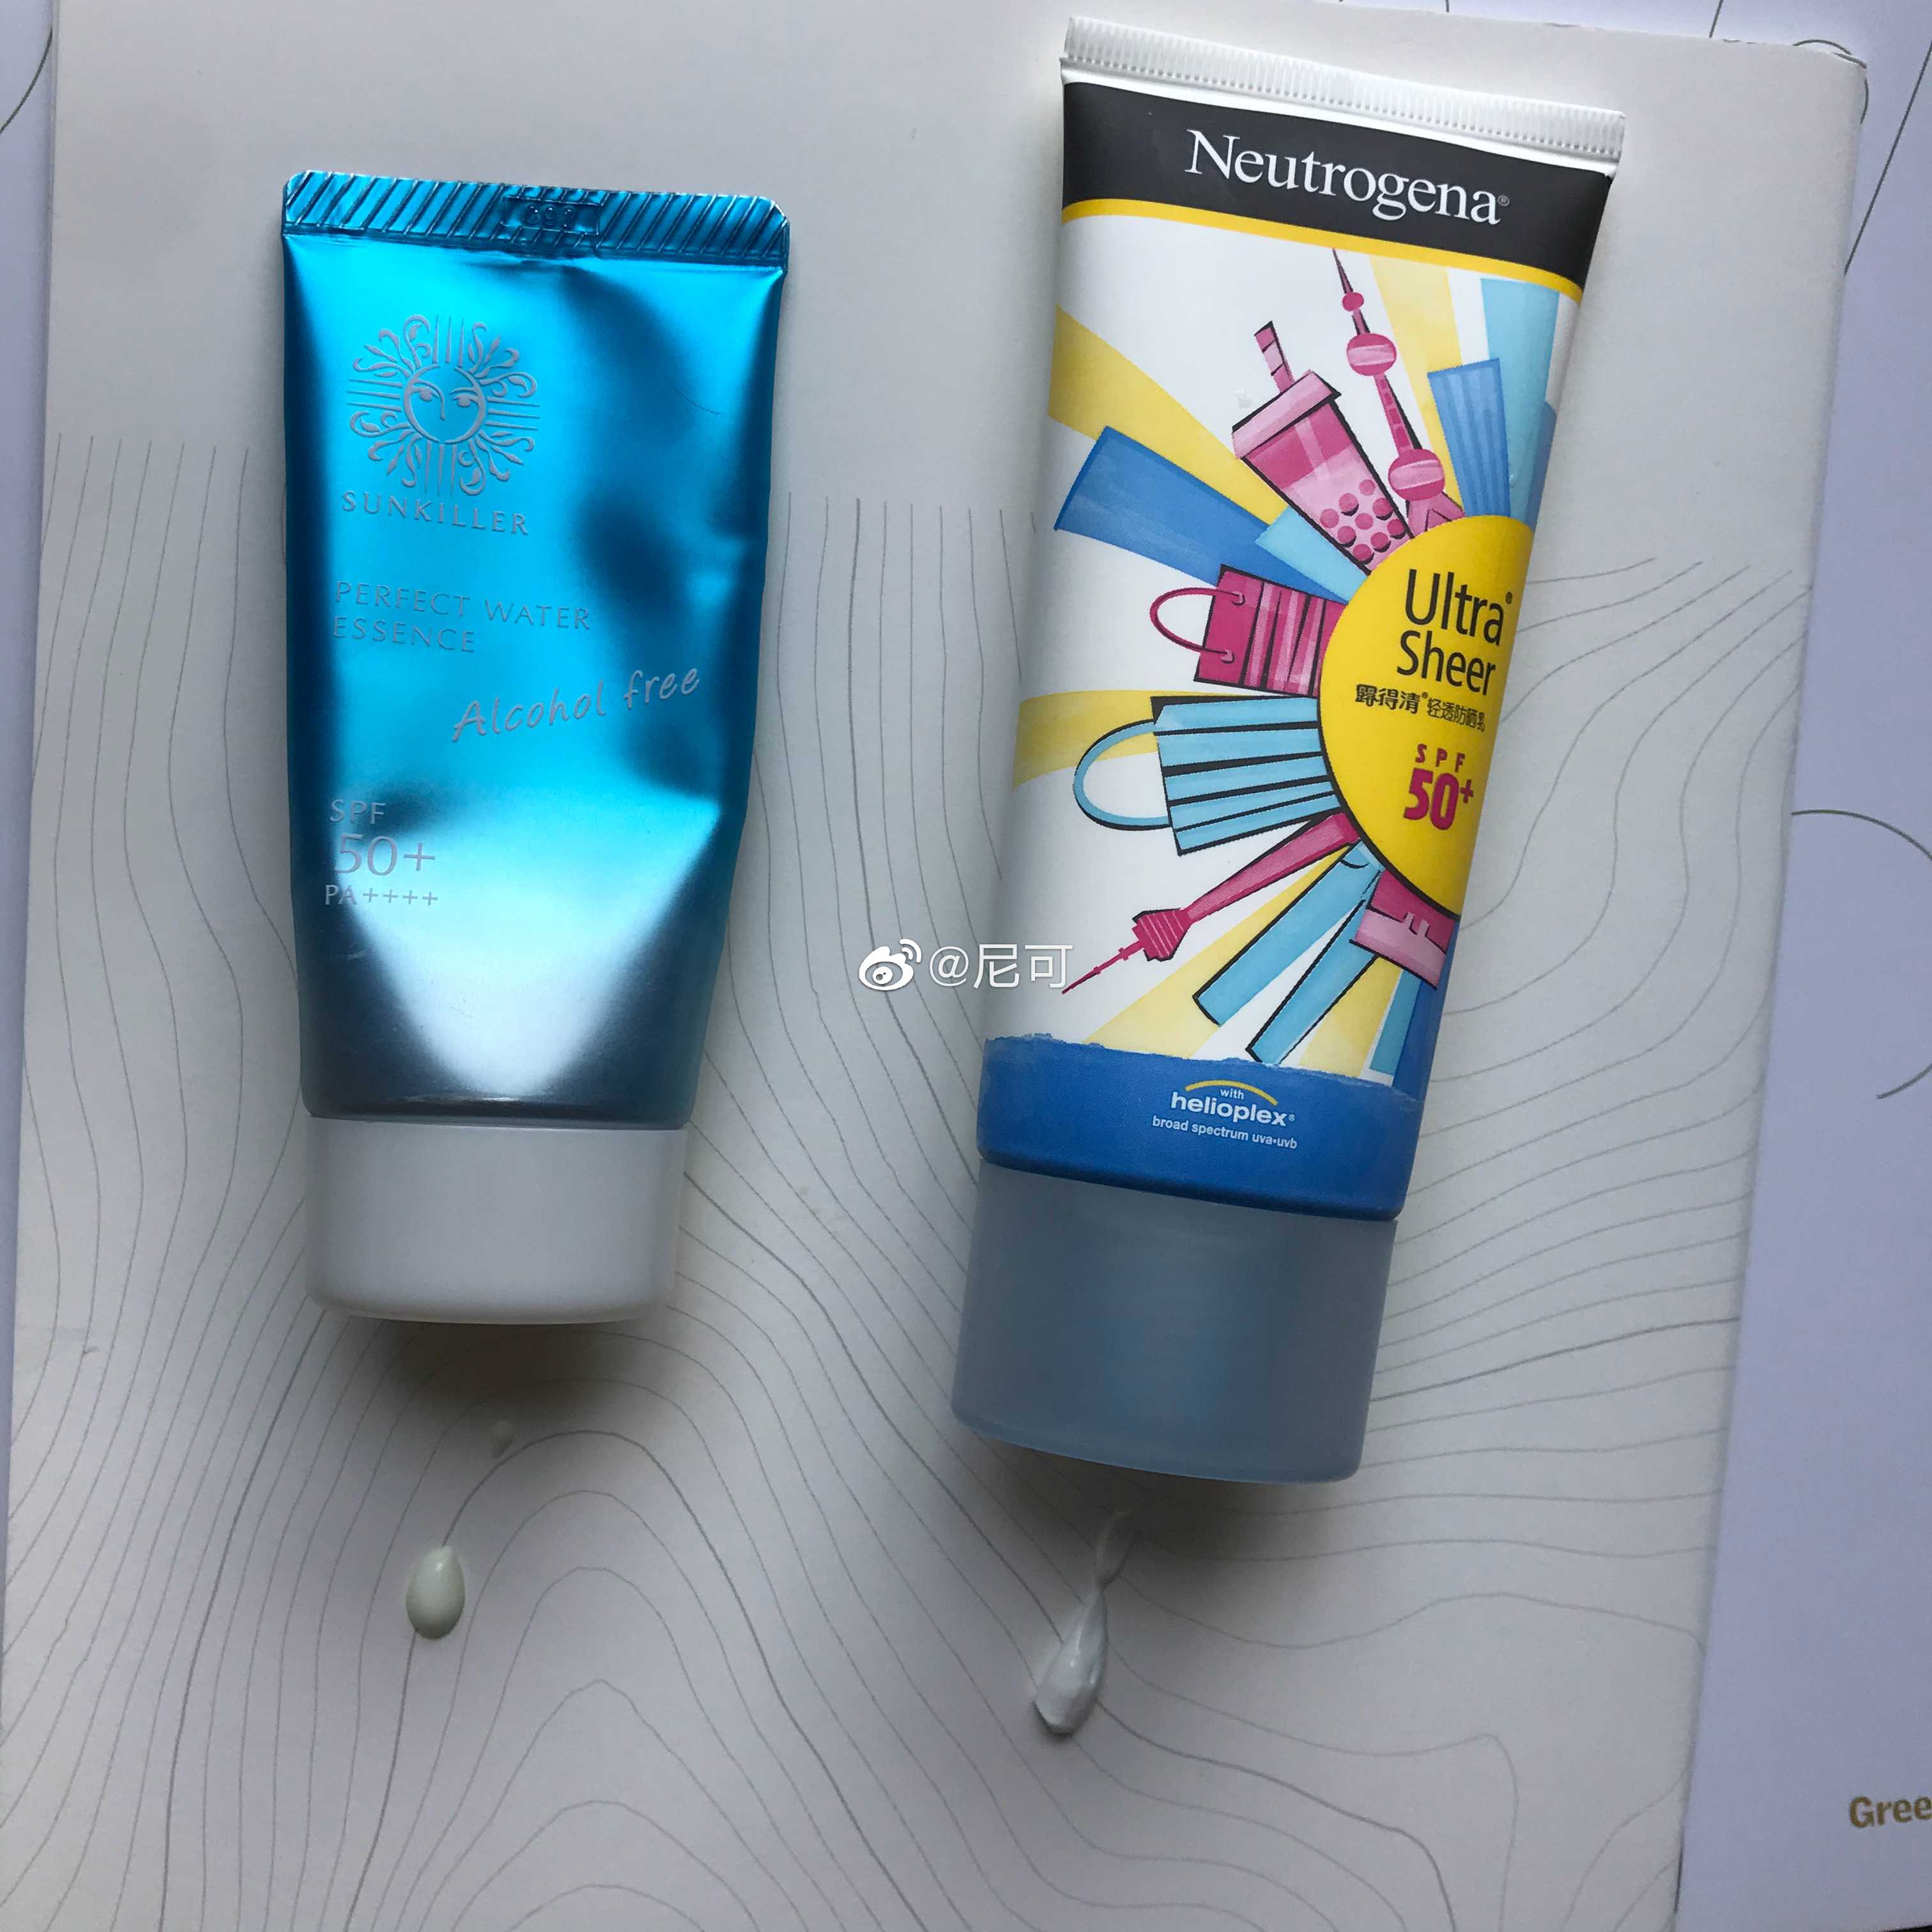 SUNKILLER
PERFECT WATER
ESSENCE
Alcohol free
SPF
50+
PA++++
Neutrogena®
Ultra®
Sheer
露得清®轻透防晒乳
SPF
50+
with
helioplex®
broad spectrum uva•uvb
@尼可
Gree